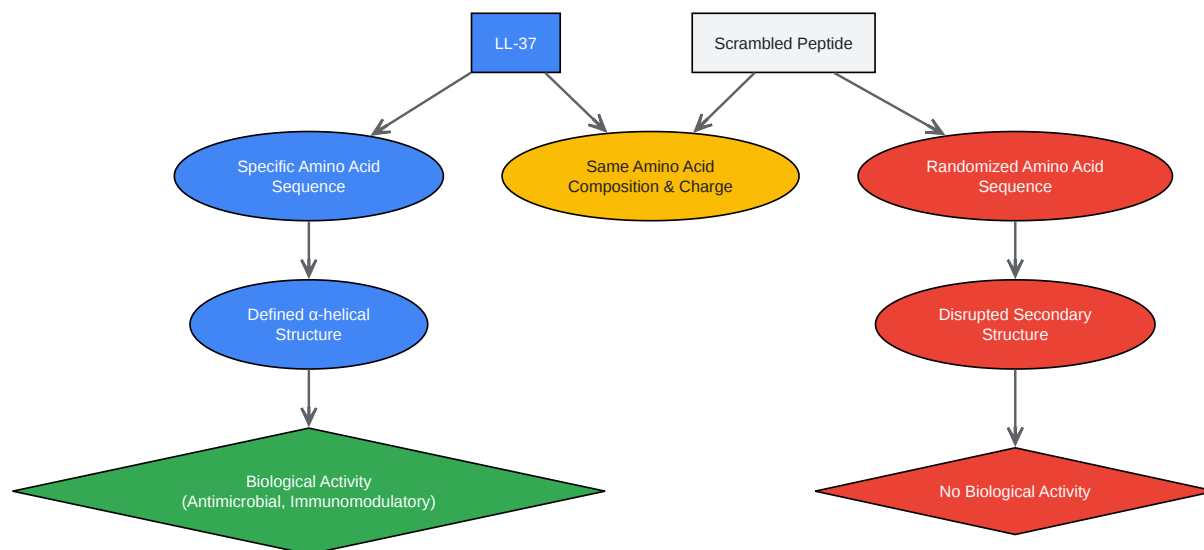 LL-37
Scrambled Peptide
Specific Amino Acid
Sequence
Same Amino Acid
Composition & Charge
Randomized Amino Acid
Sequence
Defined α-helical
Structure
Disrupted Secondary
Structure
Biological Activity
(Antimicrobial, Immunomodulatory)
No Biological Activity